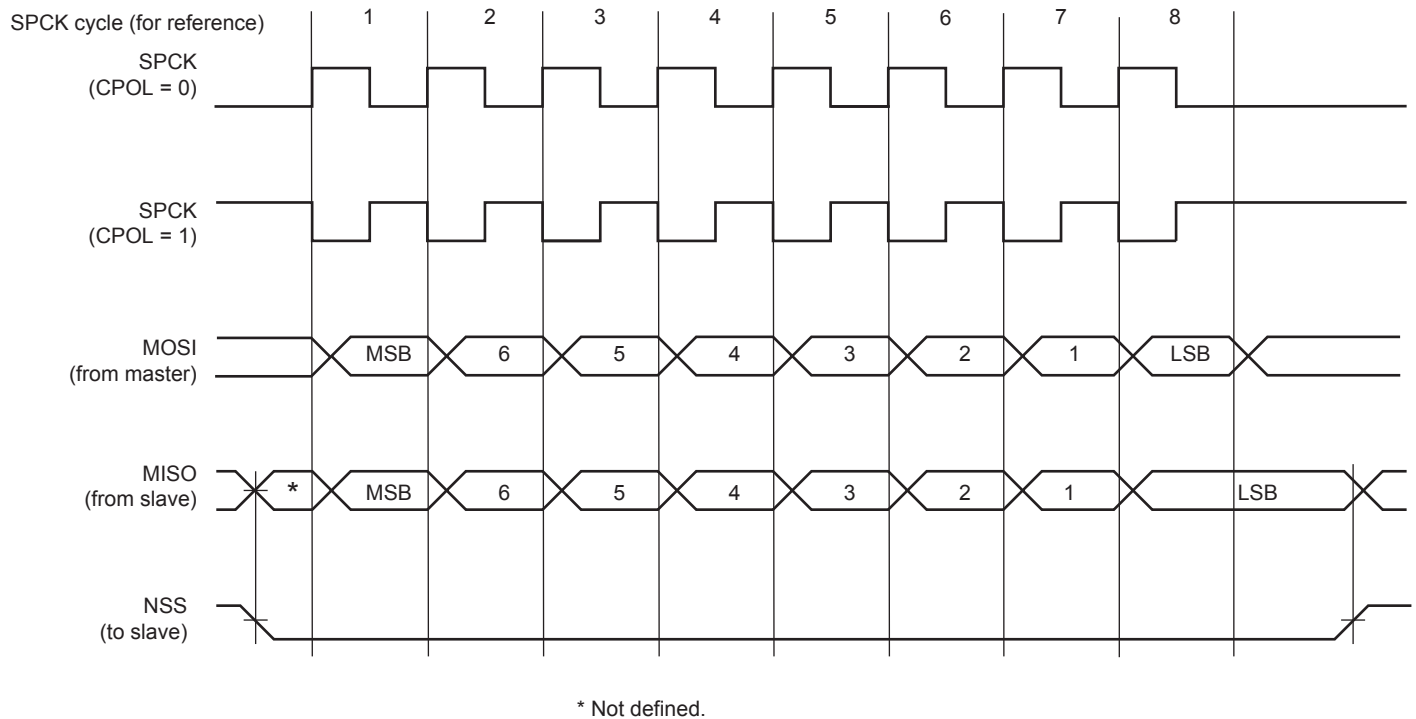 SPCK cycle (for reference)
1 2 3 4 5 6 7 8
SPCK
(CPOL = 0)
SPCK
(CPOL = 1)
MOSI
(from master)
MSB 6 5 4 3 2 1 LSB
MISO
(from slave)
* MSB 6 5 4 3 2 1 LSB
NSS
(to slave)
* Not defined.